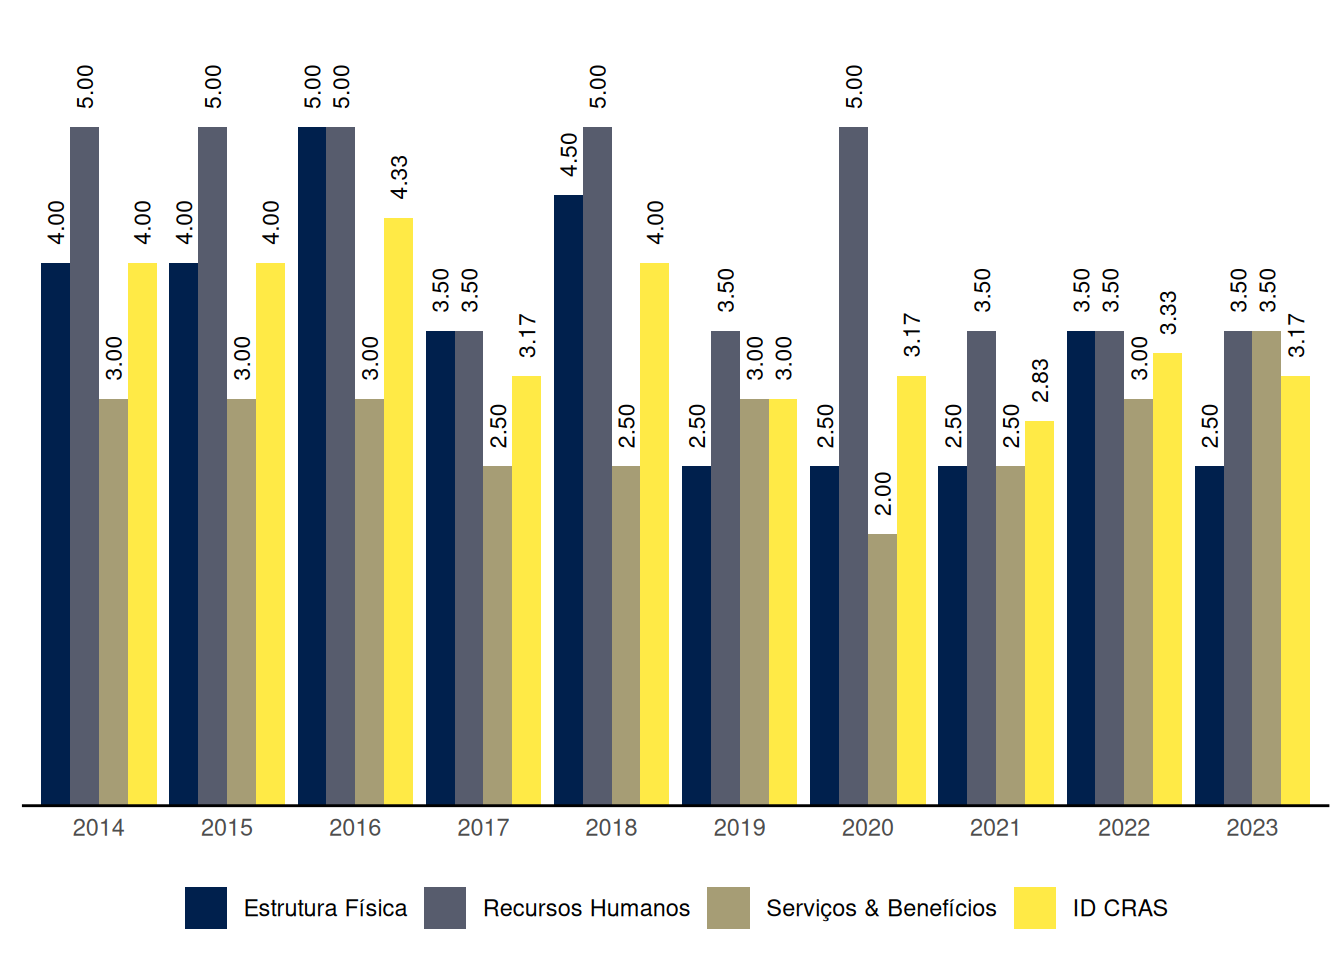 4.00 5.00 3.00 4.00
4.00 5.00 3.00 4.00
5.00 5.00 3.00 4.33
3.50 3.50 2.50 3.17
4.50 5.00 2.50 4.00
2.50 3.50 3.00 3.00
2.50 5.00 2.00 3.17
2.50 3.50 2.50 2.83
3.50 3.50 3.00 3.33
2.50 3.50 3.50 3.17
2014 2015 2016 2017 2018 2019 2020 2021 2022 2023
Estrutura Física Recursos Humanos Serviços & Benefícios ID CRAS